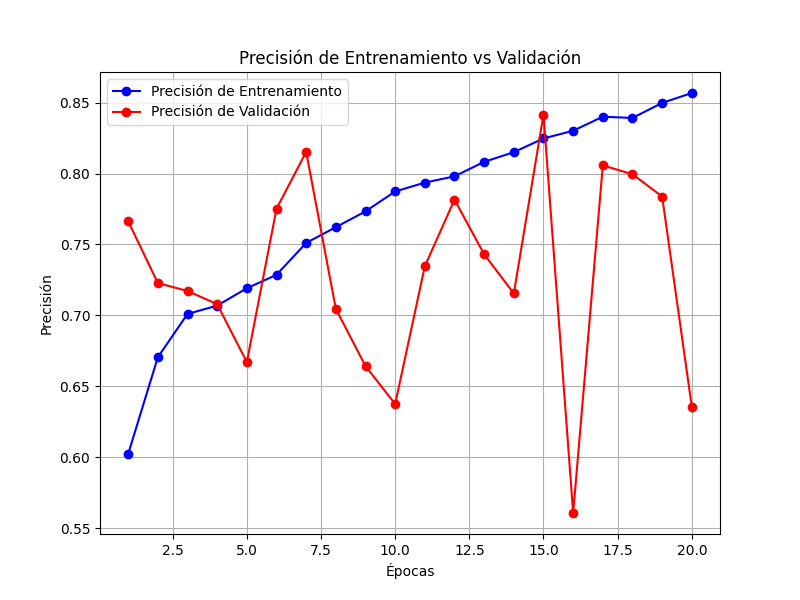 Precisión de Entrenamiento vs Validación
Precisión de Entrenamiento
Precisión de Validación
0.85
0.80
0.75
0.70
0.65
0.60
0.55
Precisión
2.5 5.0 7.5 10.0 12.5 15.0 17.5 20.0
Épocas